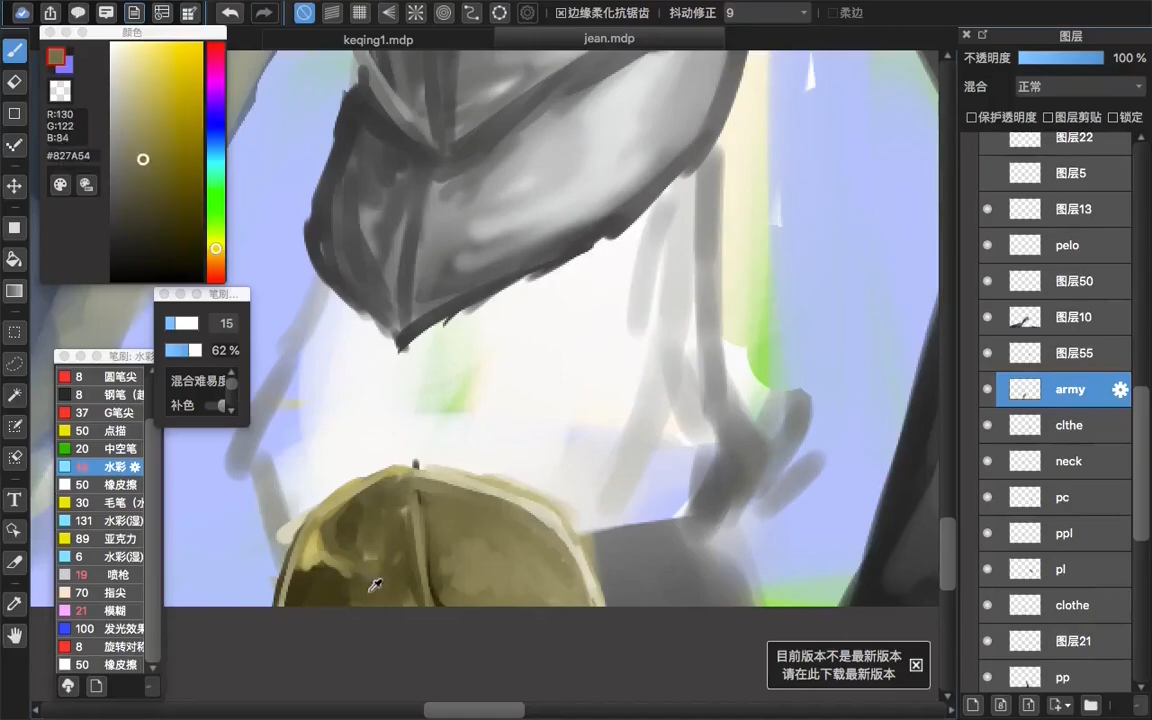 边缘柔化抗锯齿
抖动修正
9
柔边
颜色
keqing1.mdp
jean.mdp
图层
R:130
G:122
B:84
#827A54
不透明度
100 %
混合
正常
保护透明度
图层剪贴
锁定
图层22
图层5
图层13
pelo
图层50
图层10
图层55
army
clthe
neck
pc
ppl
pl
clothe
图层21
pp
笔刷...
15
62 %
混合难易度
补色
笔刷: 水彩
8 圆笔尖
8 钢笔（起
37 G笔尖
50 点描
20 中空笔
水彩
50 橡皮擦
30 毛笔（水
131 水彩(湿)
89 亚克力
6 水彩(湿)
19 喷枪
70 指尖
21 模糊
100 发光效果
8 旋转对称
50 橡皮擦
T
目前版本不是最新版本
请在此下载最新版本